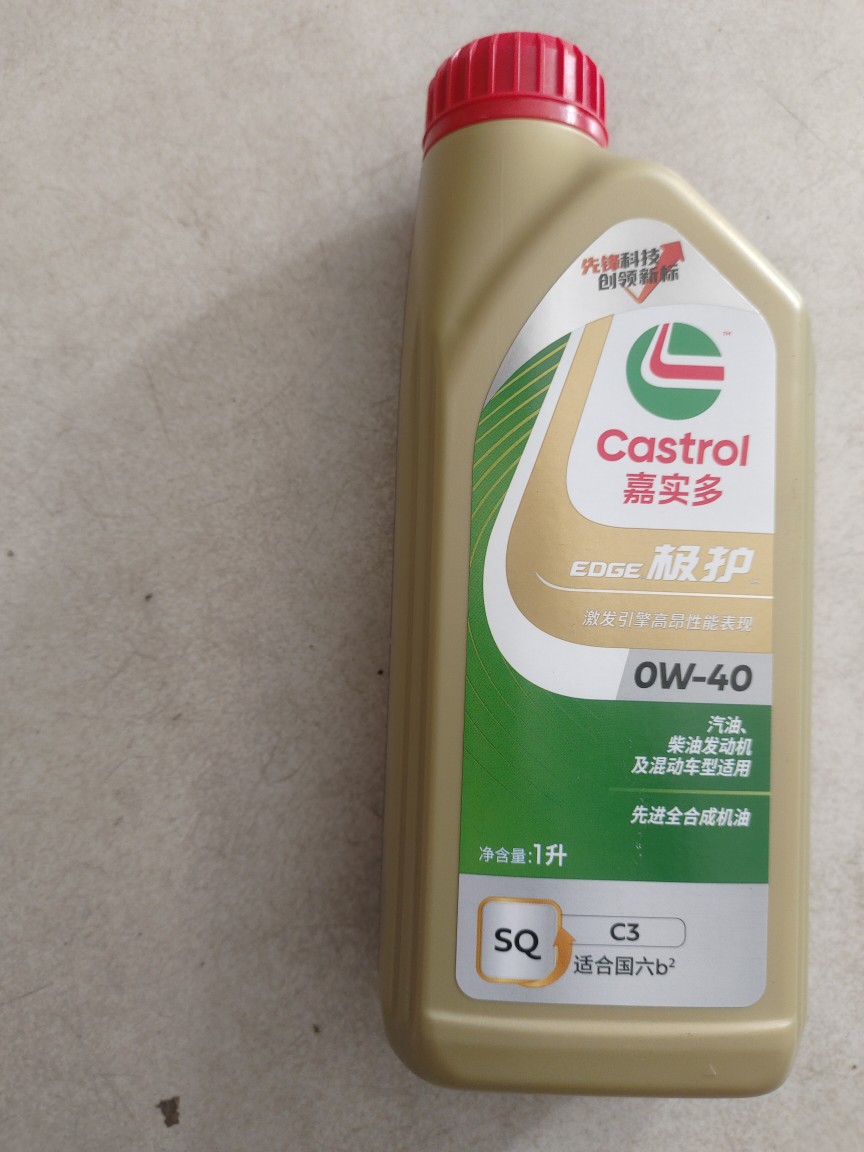 先锋科技
创领新标
Castrol
嘉实多
EDGE 极护
激发引擎高昂性能表现
0W-40
汽油、
柴油发动机
及混动车型适用
先进全合成机油
净含量:1升
SQ
C3
适合国六b²